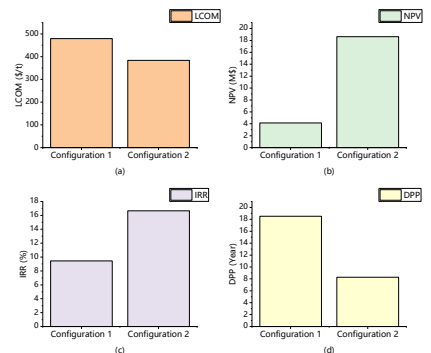 LCOM
500
400
300
200
100
0
LCOM ($/t)
Configuration 1 Configuration 2
(a)
NPV
20
18
16
14
12
10
8
6
4
2
0
NPV (M$)
Configuration 1 Configuration 2
(b)
IRR
18
16
14
12
10
8
6
4
2
0
IRR (%)
Configuration 1 Configuration 2
(c)
DPP
20
18
16
14
12
10
8
6
4
2
0
DPP (Year)
Configuration 1 Configuration 2
(d)